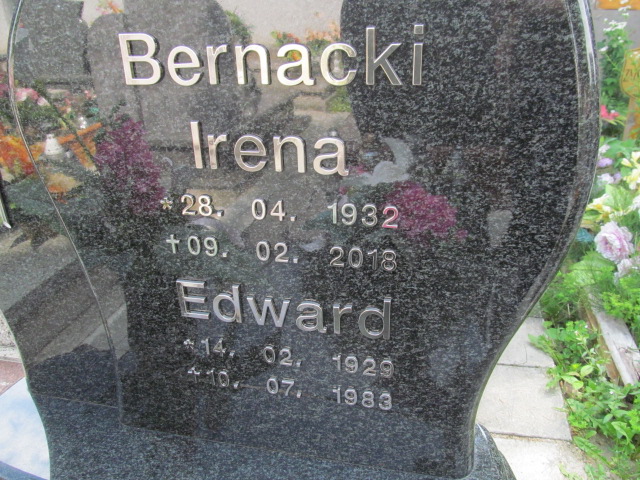 Bernacki
Irena
*28. 04. 1932
†09. 02. 2018
Edward
*14. 02. 1929
†10. 07. 1983